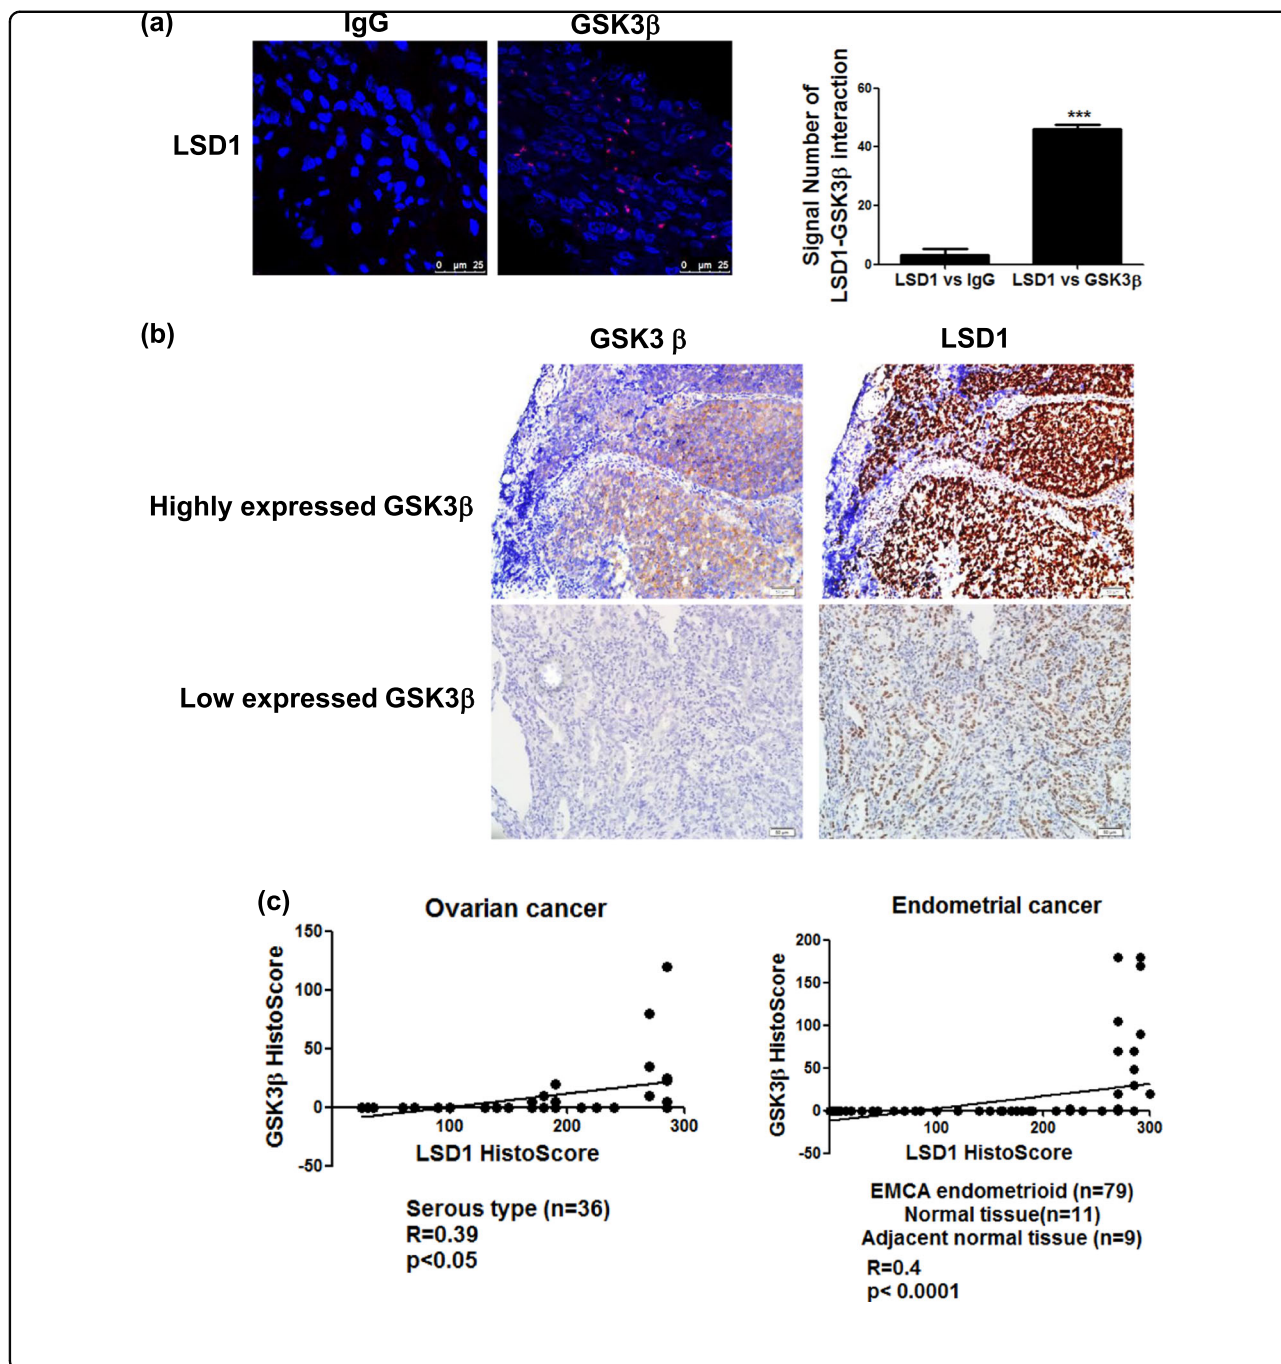 (a)
IgG
GSK3β
LSD1
0 µm 25
0 µm 25
Signal Number of
LSD1-GSK3β interaction
60
40
20
0
***
LSD1 vs IgG
LSD1 vs GSK3β
(b)
GSK3 β
LSD1
Highly expressed GSK3β
Low expressed GSK3β
50 µm
50 µm
(c)
Ovarian cancer
GSK3β HistoScore
150
100
50
0
-50
100
200
300
LSD1 HistoScore
Serous type (n=36)
R=0.39
p<0.05
Endometrial cancer
GSK3β HistoScore
200
150
100
50
0
-50
100
200
300
LSD1 HistoScore
EMCA endometrioid (n=79)
Normal tissue(n=11)
Adjacent normal tissue (n=9)
R=0.4
p< 0.0001